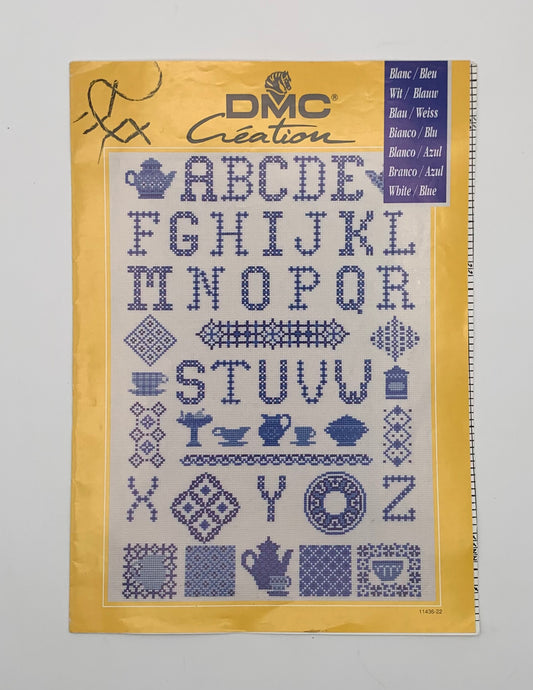 DMC®
Création
Blanc / Bleu
Wit / Blauw
Blau / Weiss
Bianco / Blu
Blanco / Azul
Branco / Azul
White / Blue
ABCDE
FGHIJKL
MNOPQR
STUVW
X Y Z
11436-22